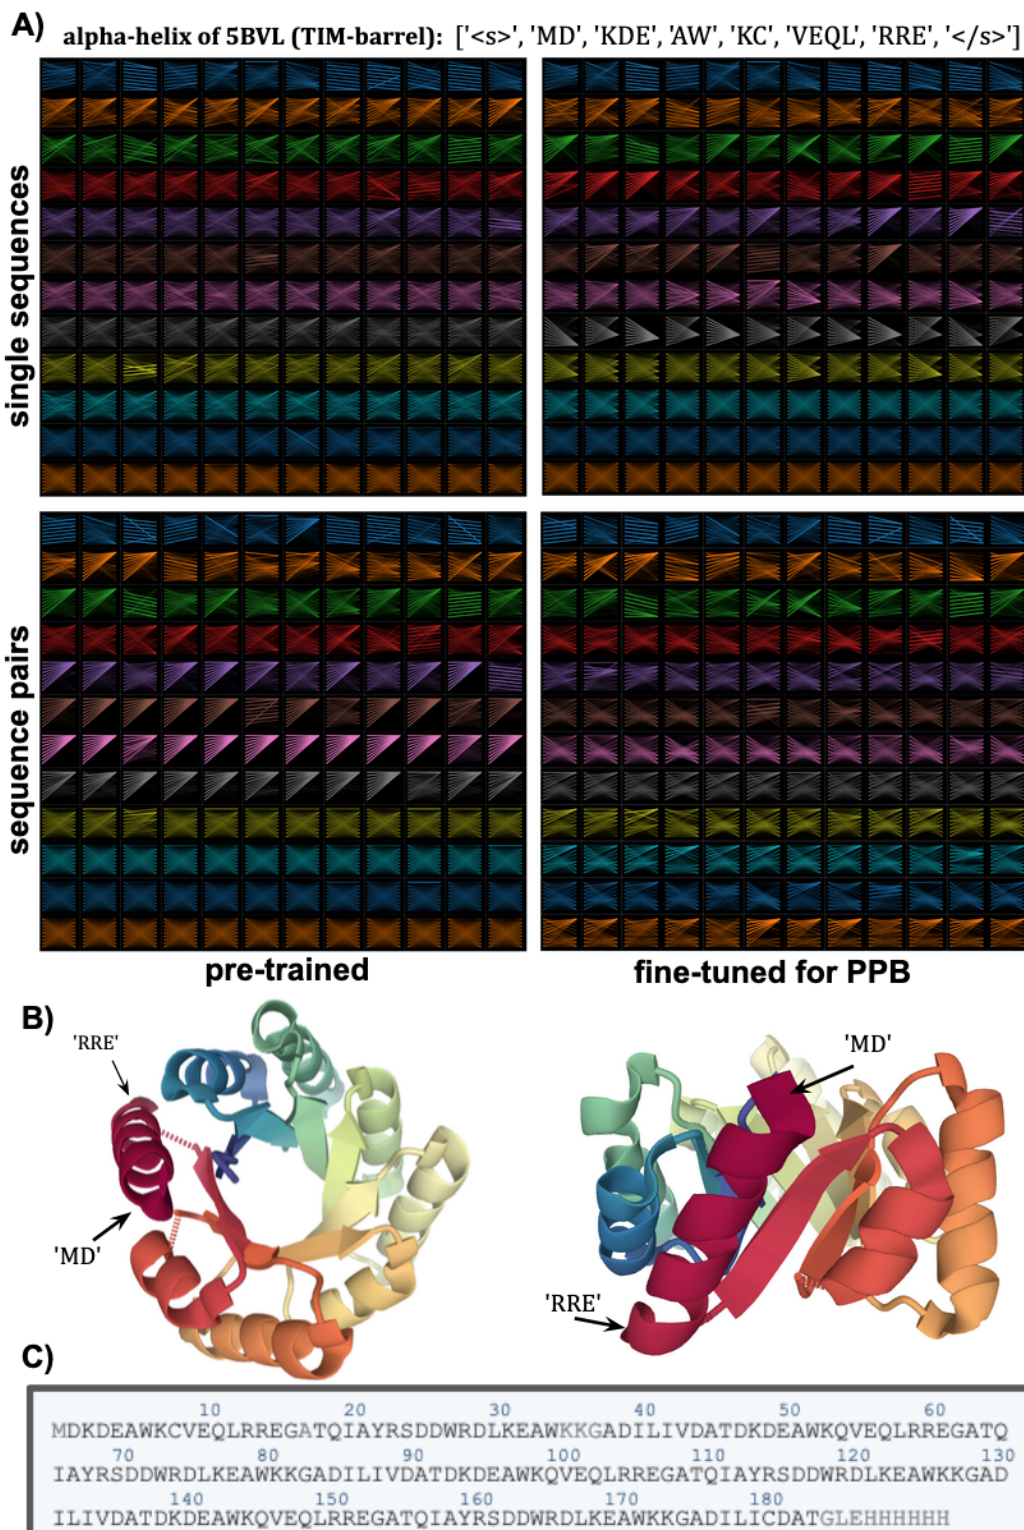 A)
alpha-helix of 5BVL (TIM-barrel): ['<s>', 'MD', 'KDE', 'AW', 'KC', 'VEQL', 'RRE', '</s>']
single sequences
sequence pairs
pre-trained
fine-tuned for PPB
B)
'RRE'
'MD'
'MD'
'RRE'
C)
10 20 30 40 50 60
MDKDEAWKCVEQLRREGATQIAYRSDDWRDLKEAWKKGADILIVDATDKDEAWKQVEQLRREGATQ
70 80 90 100 110 120 130
IAYRSDDWRDLKEAWKKGADILIVDATDKDEAWKQVEQLRREGATQIAYRSDDWRDLKEAWKKGAD
140 150 160 170 180
ILIVDATDKDEAWKQVEQLRREGATQIAYRSDDWRDLKEAWKKGADILICDATGLEHHHHHH